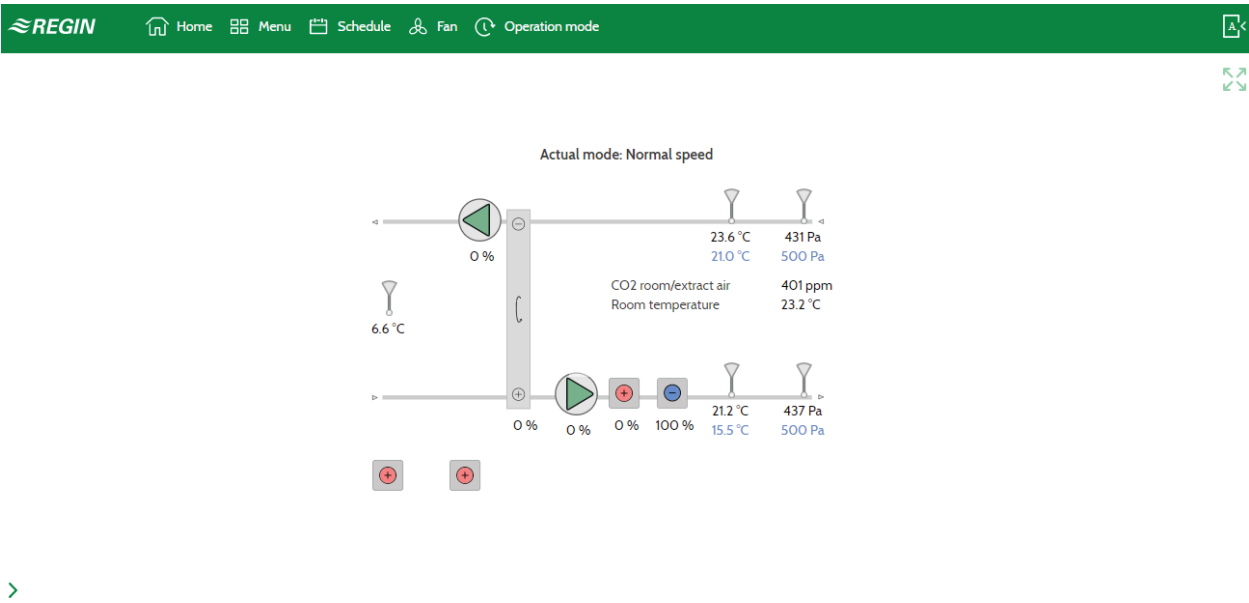 REGIN Home Menu Schedule Fan Operation mode A
Actual mode: Normal speed
0 %
23.6 °C 431 Pa
21.0 °C 500 Pa
CO2 room/extract air 401 ppm
Room temperature 23.2 °C
6.6 °C
0 % 0 % 0 % 100 % 21.2 °C 437 Pa
15.5 °C 500 Pa